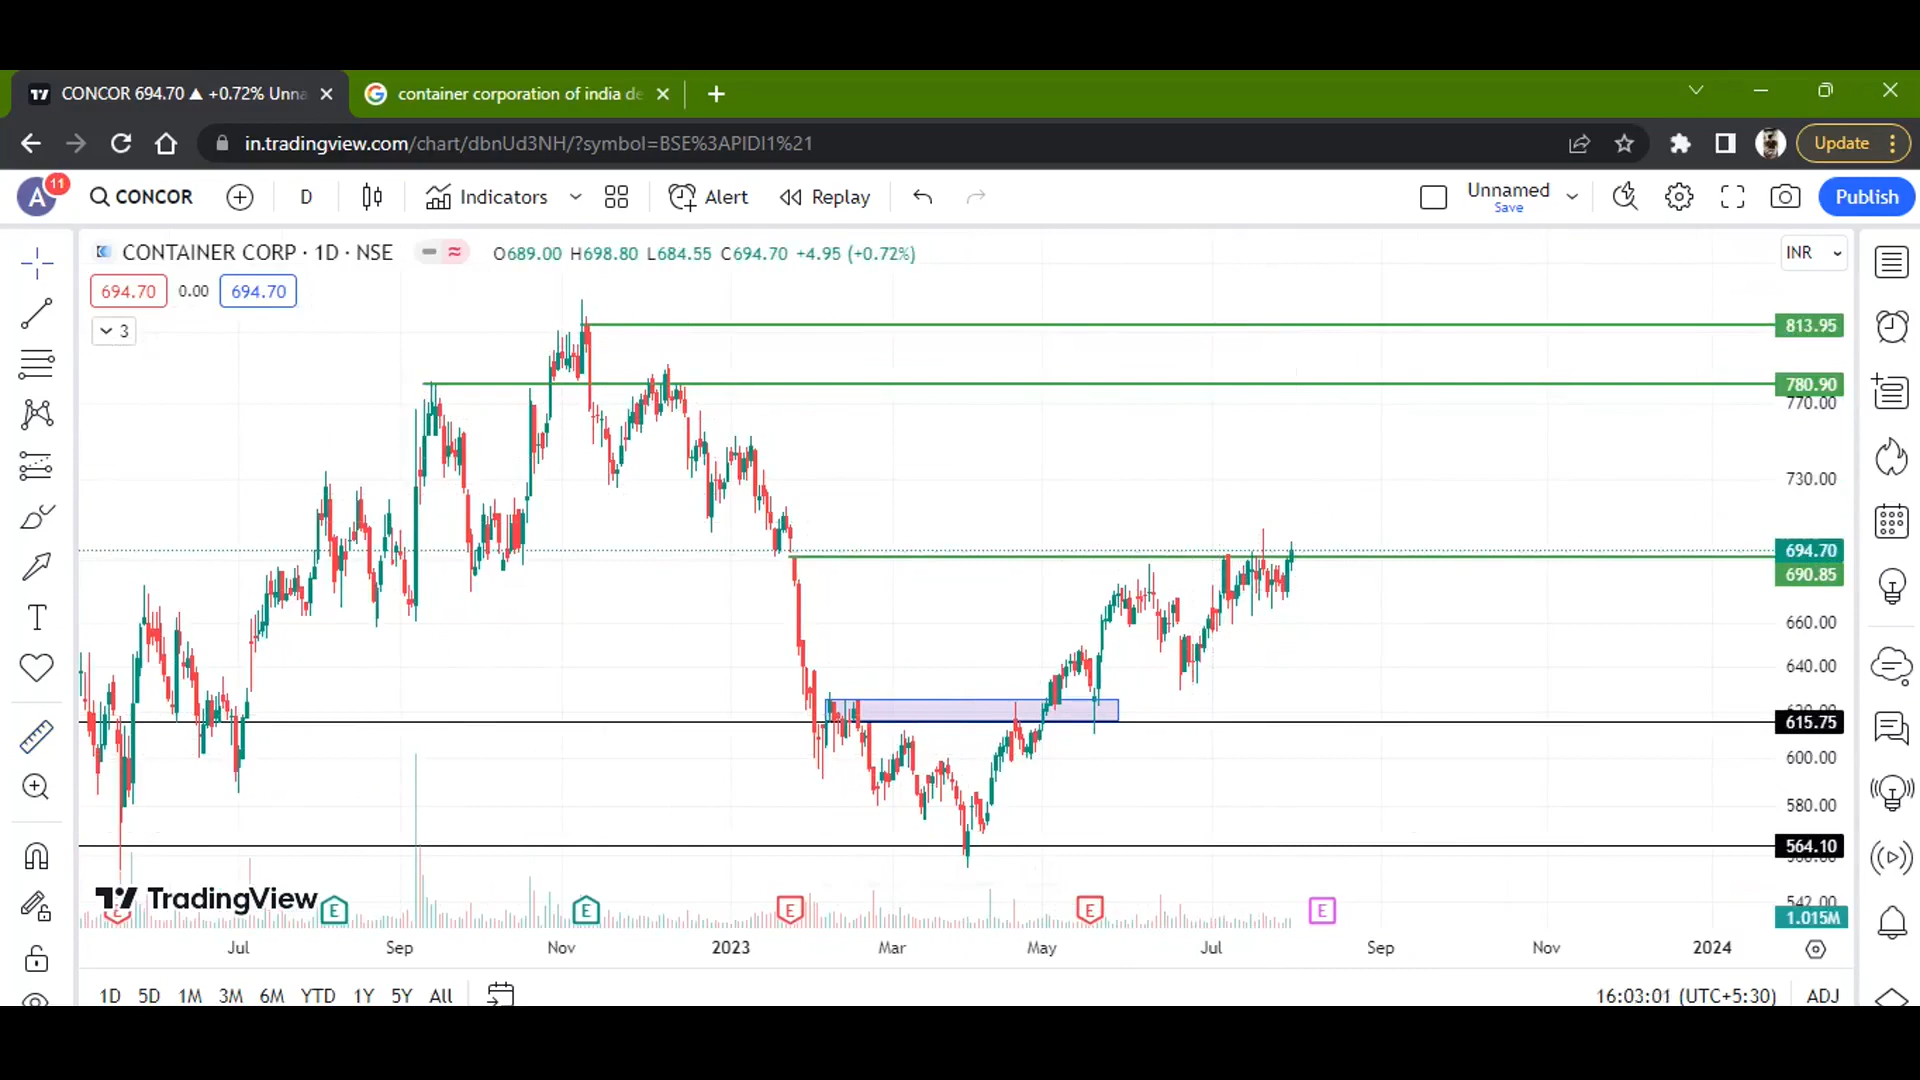 CONCOR 694.70 ▲ +0.72% Unna
container corporation of india de
in.tradingview.com/chart/dbnUd3NH/?symbol=BSE%3APIDI1%21
Update
A 11
CONCOR D Indicators Alert Replay
Unnamed
Save
Publish
CONTAINER CORP · 1D · NSE O689.00 H698.80 L684.55 C694.70 +4.95 (+0.72%)
INR
694.70 0.00 694.70
3
813.95
780.90
770.00
730.00
694.70
690.85
660.00
640.00
615.75
600.00
580.00
564.10
542.00
1.015M
TradingView
E E E E E E
Jul Sep Nov 2023 Mar May Jul Sep Nov 2024
1D 5D 1M 3M 6M YTD 1Y 5Y All
16:03:01 (UTC+5:30) ADJ